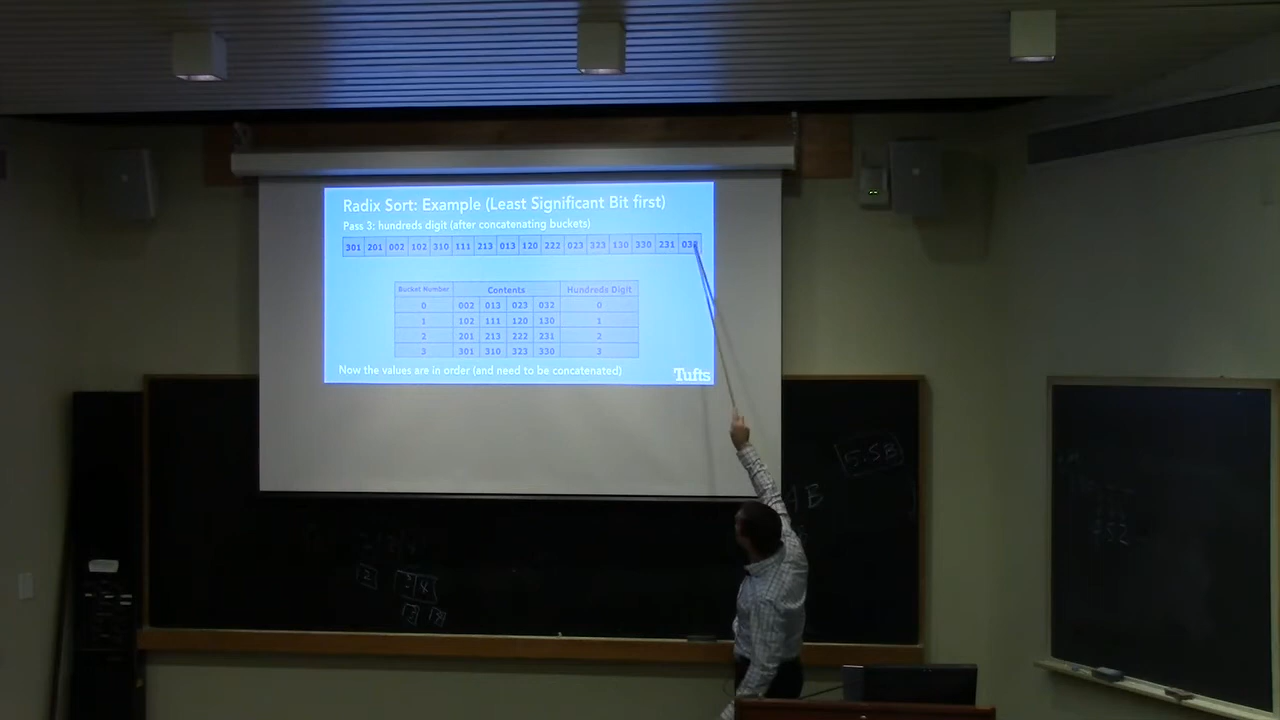 Radix Sort: Example (Least Significant Bit first)
Pass 3: hundreds digit (after concatenating buckets)
301 201 002 102 310 111 213 013 120 222 023 323 130 330 231 032
Bucket Number Contents Hundreds Digit
0 002 013 023 032 0
1 102 111 120 130 1
2 201 213 222 231 2
3 301 310 323 330 3
Now the values are in order (and need to be concatenated)
Tufts
5.5B
B